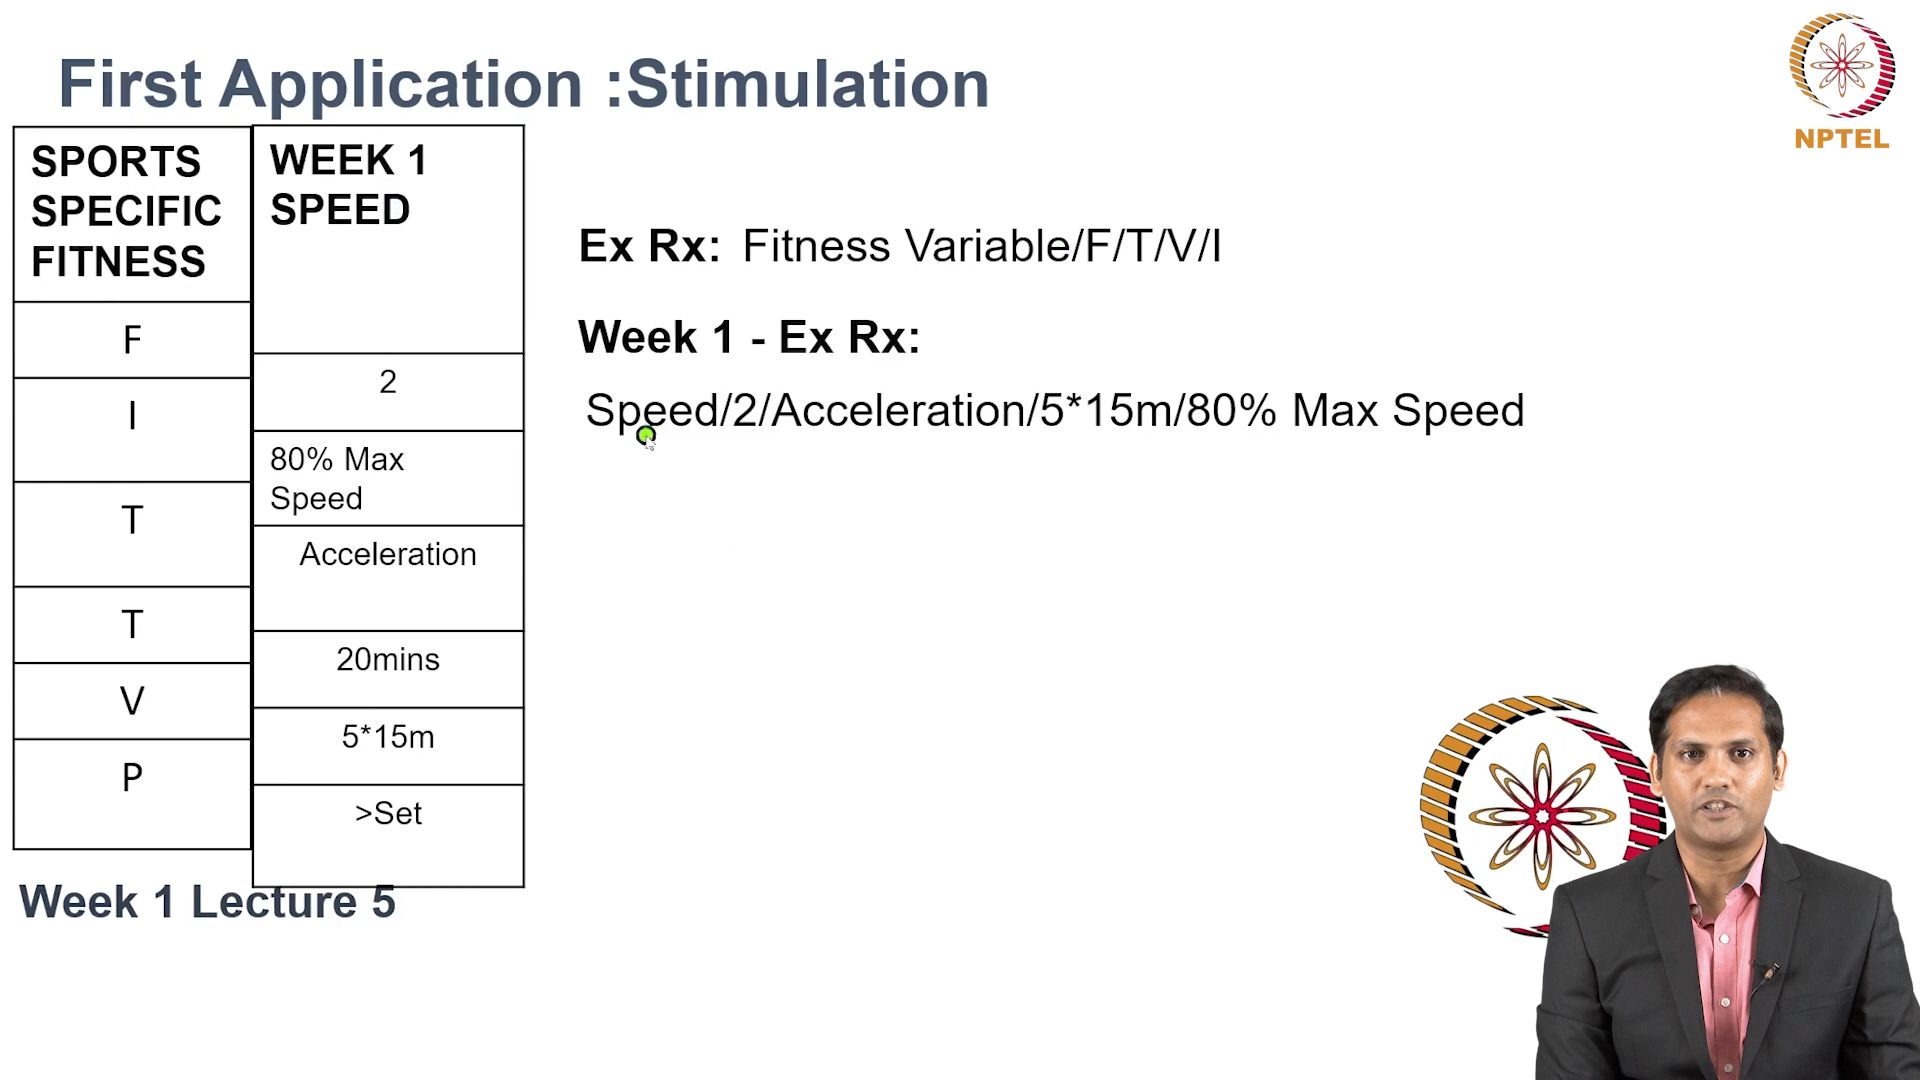 First Application :Stimulation
NPTEL
SPORTS
SPECIFIC
FITNESS
F
I
T
T
V
P
WEEK 1
SPEED
2
80% Max
Speed
Acceleration
20mins
5*15m
>Set
Ex Rx: Fitness Variable/F/T/V/I
Week 1 - Ex Rx:
Speed/2/Acceleration/5*15m/80% Max Speed
Week 1 Lecture 5